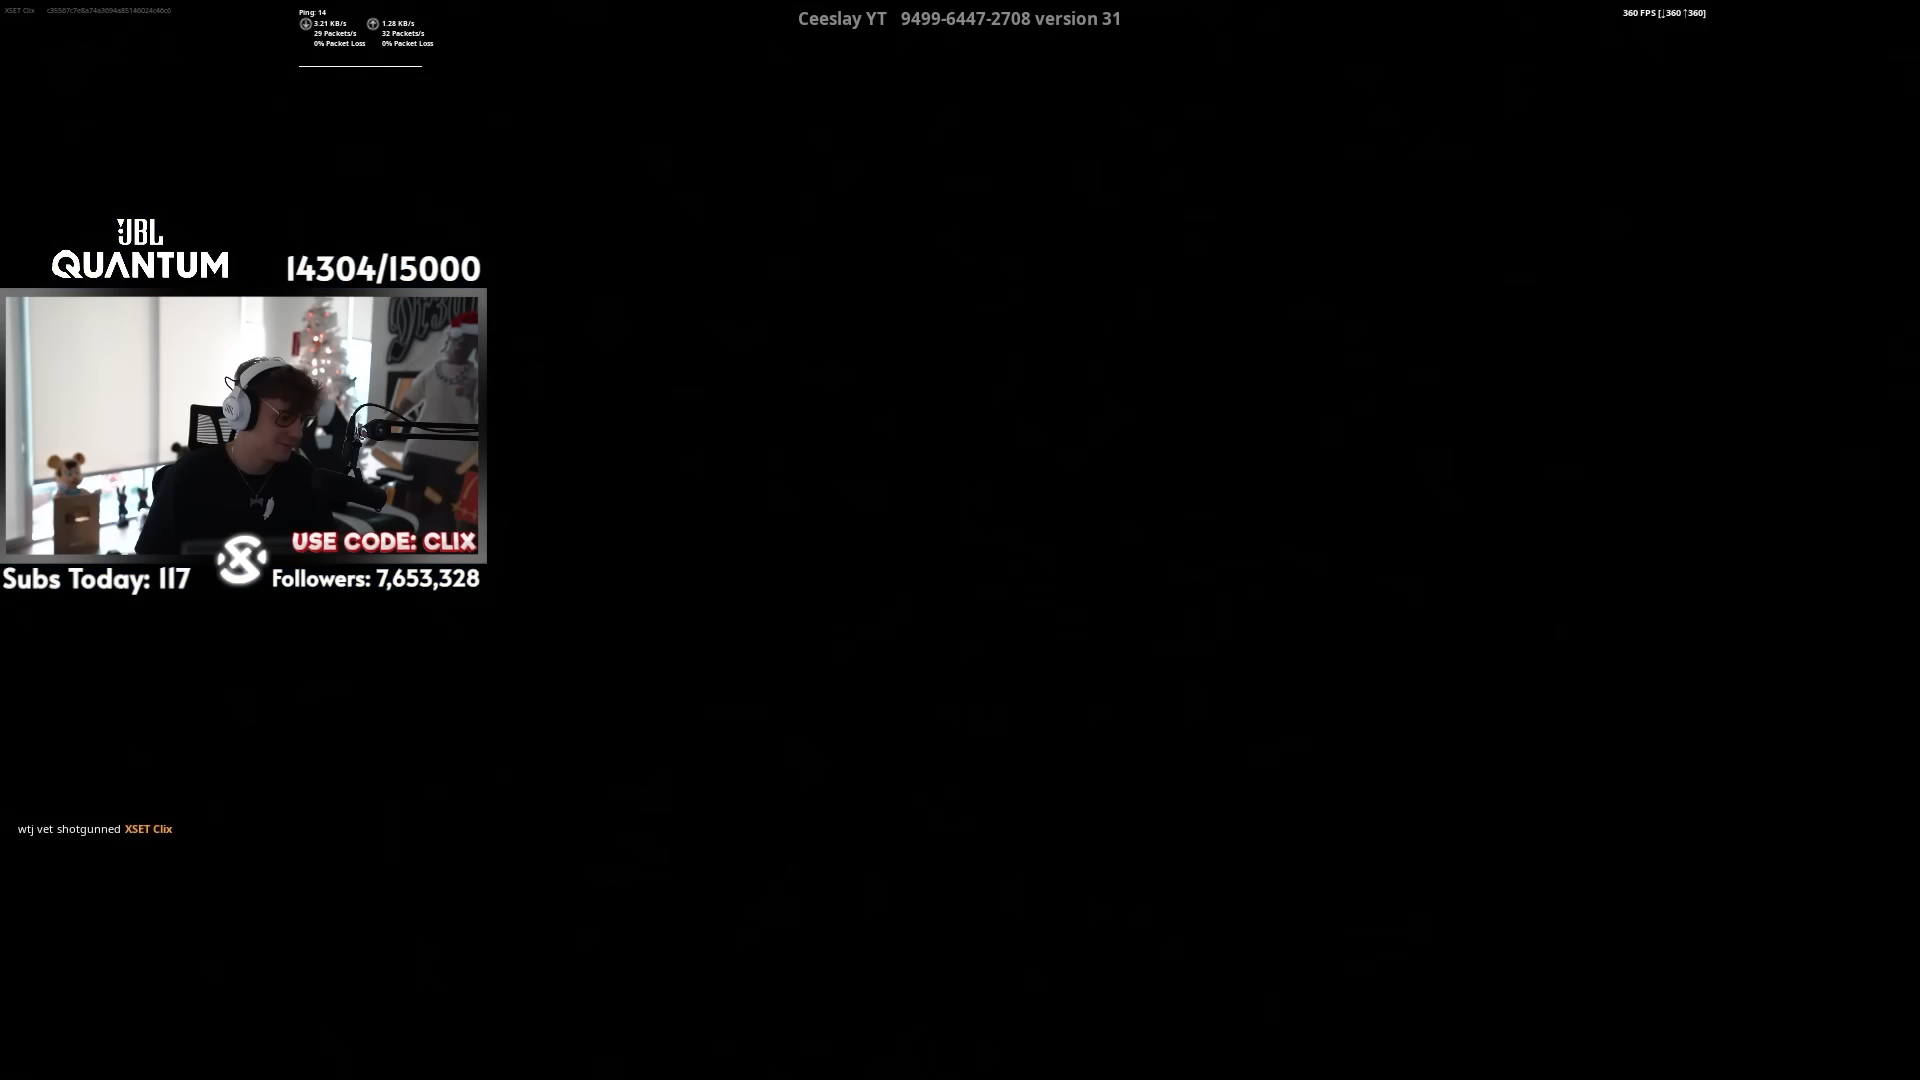 XSET Clix c35567c7e8a74a3694a85146024c46c6
Ping: 14
3.21 KB/s 1.28 KB/s
29 Packets/s 32 Packets/s
0% Packet Loss 0% Packet Loss
Ceeslay YT 9499-6447-2708 version 31
360 FPS [↓360 ↑360]
JBL
QUANTUM
14304/15000
USE CODE: CLIX
Subs Today: 117
Followers: 7,653,328
wtj vet shotgunned XSET Clix